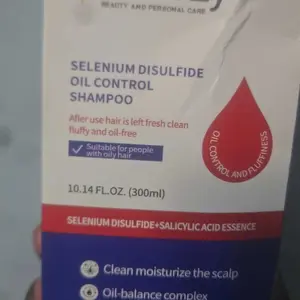 BEAUTY AND PERSONAL CARE
SELENIUM DISULFIDE
OIL CONTROL
SHAMPOO
After use hair is left fresh clean
fluffy and oil-free
Suitable for people
with oily hair
OIL CONTROL AND FLUFFINESS
10.14 FL.OZ. (300ml)
SELENIUM DISULFIDE+SALICYLIC ACID ESSENCE
Clean moisturize the scalp
Oil-balance complex